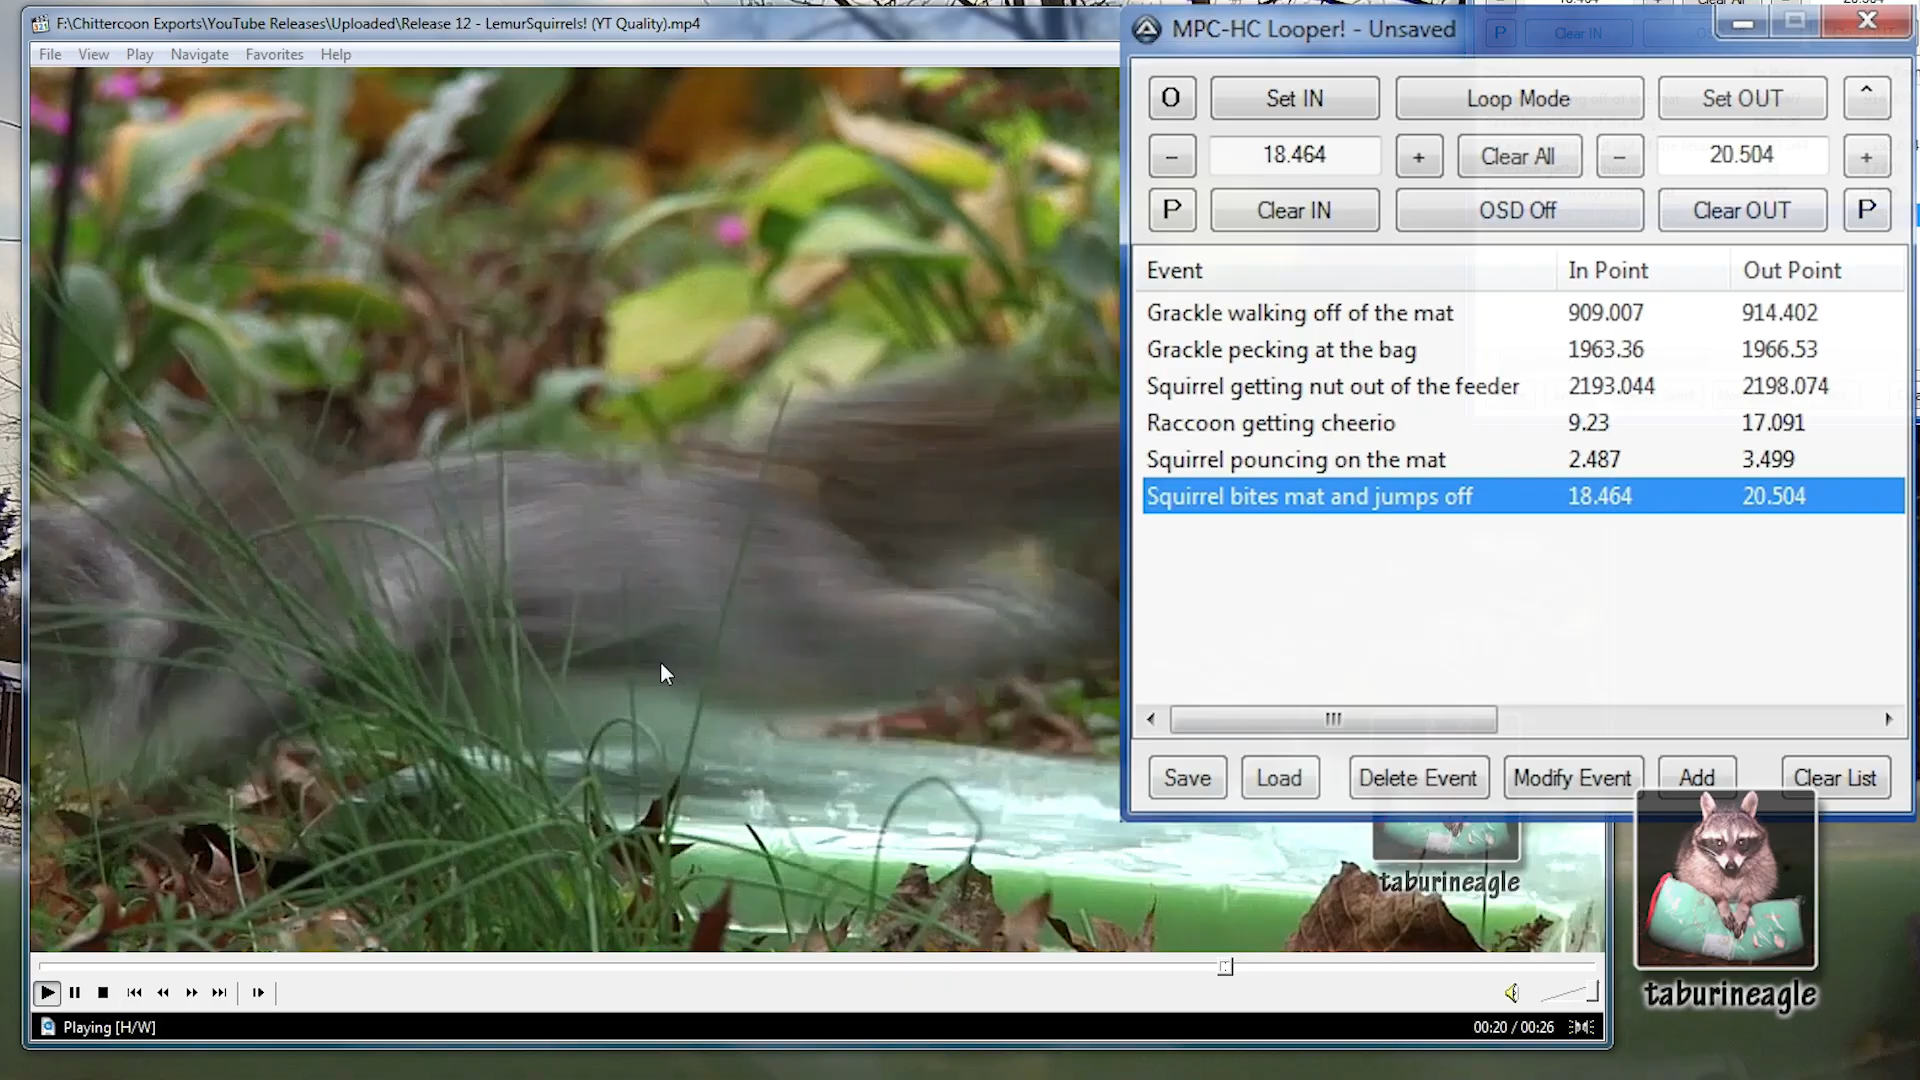 F:\Chittercoon Exports\YouTube Releases\Uploaded\Release 12 - LemurSquirrels! (YT Quality).mp4
File View Play Navigate Favorites Help
MPC-HC Looper! - Unsaved
O Set IN Loop Mode Set OUT ^
- 18.464 + Clear All - 20.504 +
P Clear IN OSD Off Clear OUT P
Event In Point Out Point
Grackle walking off of the mat 909.007 914.402
Grackle pecking at the bag 1963.36 1966.53
Squirrel getting nut out of the feeder 2193.044 2198.074
Raccoon getting cheerio 9.23 17.091
Squirrel pouncing on the mat 2.487 3.499
Squirrel bites mat and jumps off 18.464 20.504
Save Load Delete Event Modify Event Add Clear List
taburineagle
taburineagle
Playing [H/W] 00:20 / 00:26